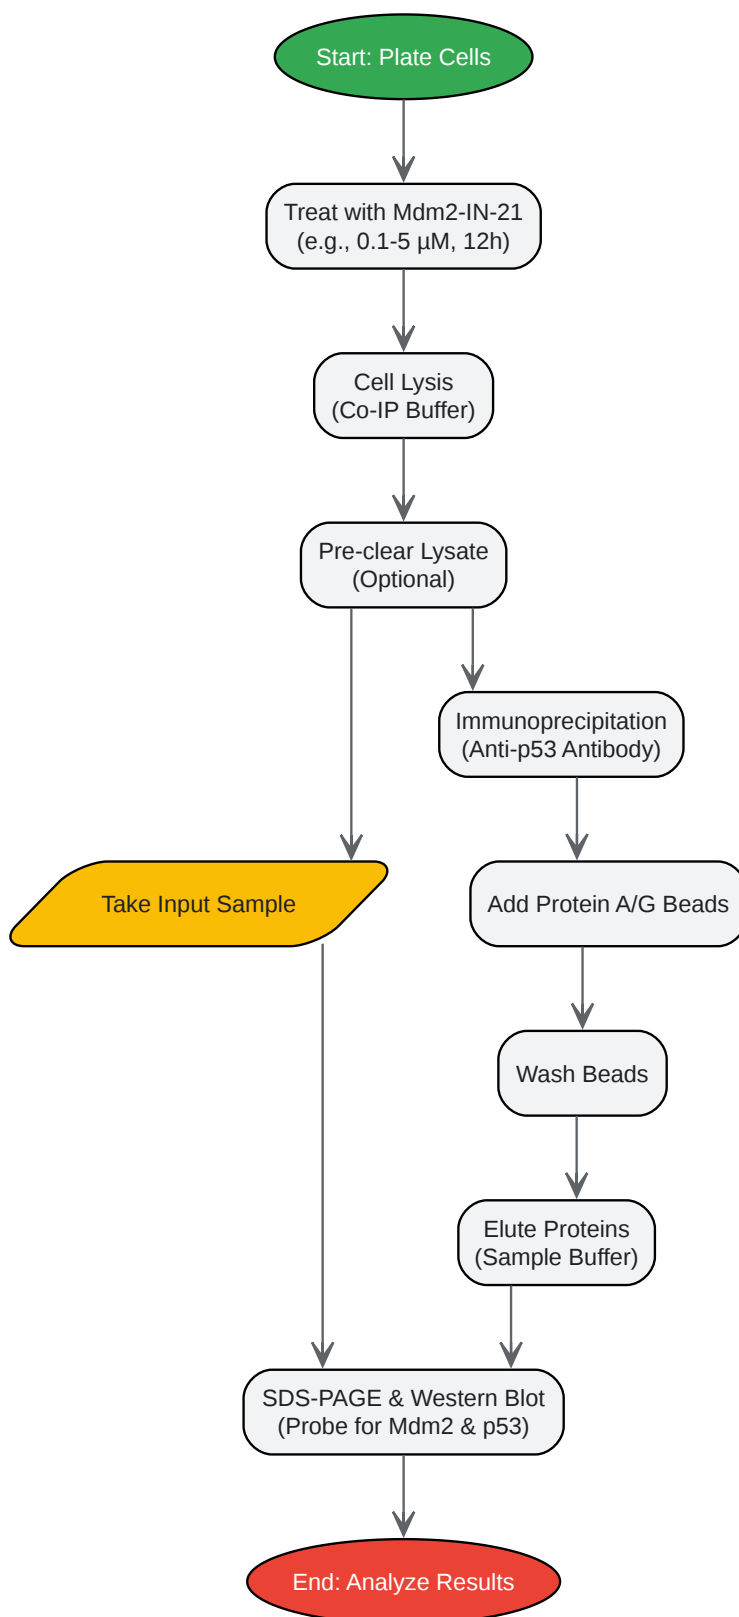 Start: Plate Cells
Treat with Mdm2-IN-21
(e.g., 0.1-5 µM, 12h)
Cell Lysis
(Co-IP Buffer)
Pre-clear Lysate
(Optional)
Immunoprecipitation
(Anti-p53 Antibody)
Take Input Sample
Add Protein A/G Beads
Wash Beads
Elute Proteins
(Sample Buffer)
SDS-PAGE & Western Blot
(Probe for Mdm2 & p53)
End: Analyze Results